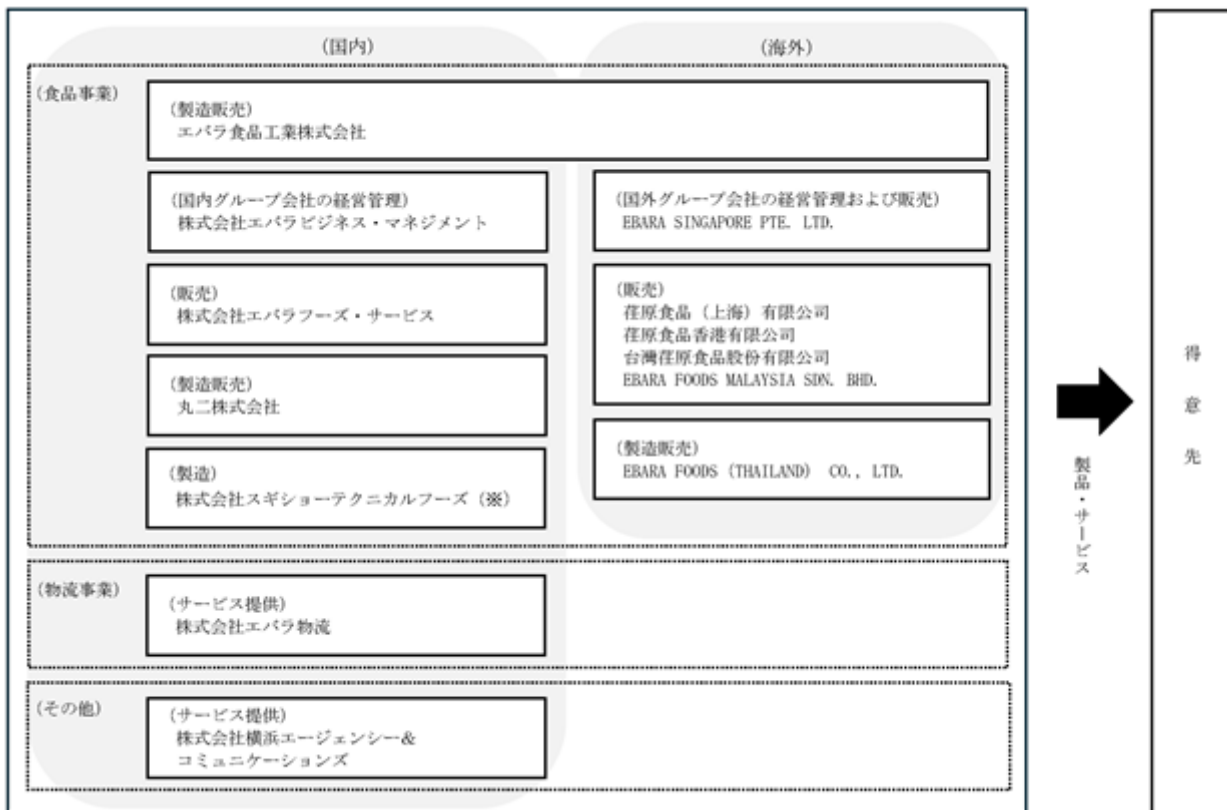 (国内)
(海外)
(食品事業)
(製造販売)
エバラ食品工業株式会社
(国内グループ会社の経営管理)
株式会社エバラビジネス・マネジメント
(国外グループ会社の経営管理および販売)
EBARA SINGAPORE PTE. LTD.
(販売)
株式会社エバラフーズ・サービス
(販売)
荏原食品（上海）有限公司
荏原食品香港有限公司
台灣荏原食品股份有限公司
EBARA FOODS MALAYSIA SDN. BHD.
(製造販売)
丸二株式会社
(製造販売)
EBARA FOODS (THAILAND) CO., LTD.
(製造)
株式会社スギショーテクニカルフーズ（※）
(物流事業)
(サービス提供)
株式会社エバラ物流
(その他)
(サービス提供)
株式会社横浜エージェンシー＆
コミュニケーションズ
製品・サービス
得意先